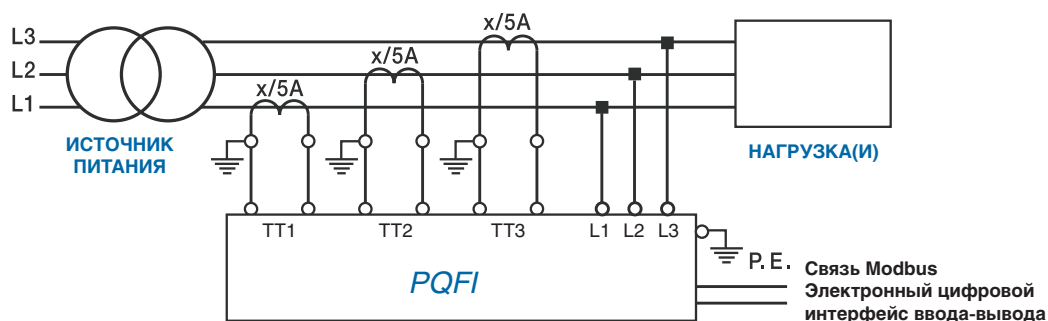 x/5A
L3
x/5A
L2
x/5A
L1
ИСТОЧНИК
ПИТАНИЯ
НАГРУЗКА(И)
TT1 TT2 TT3 L1 L2 L3
PQFI
P.E.
Связь Modbus
Электронный цифровой
интерфейс ввода-вывода